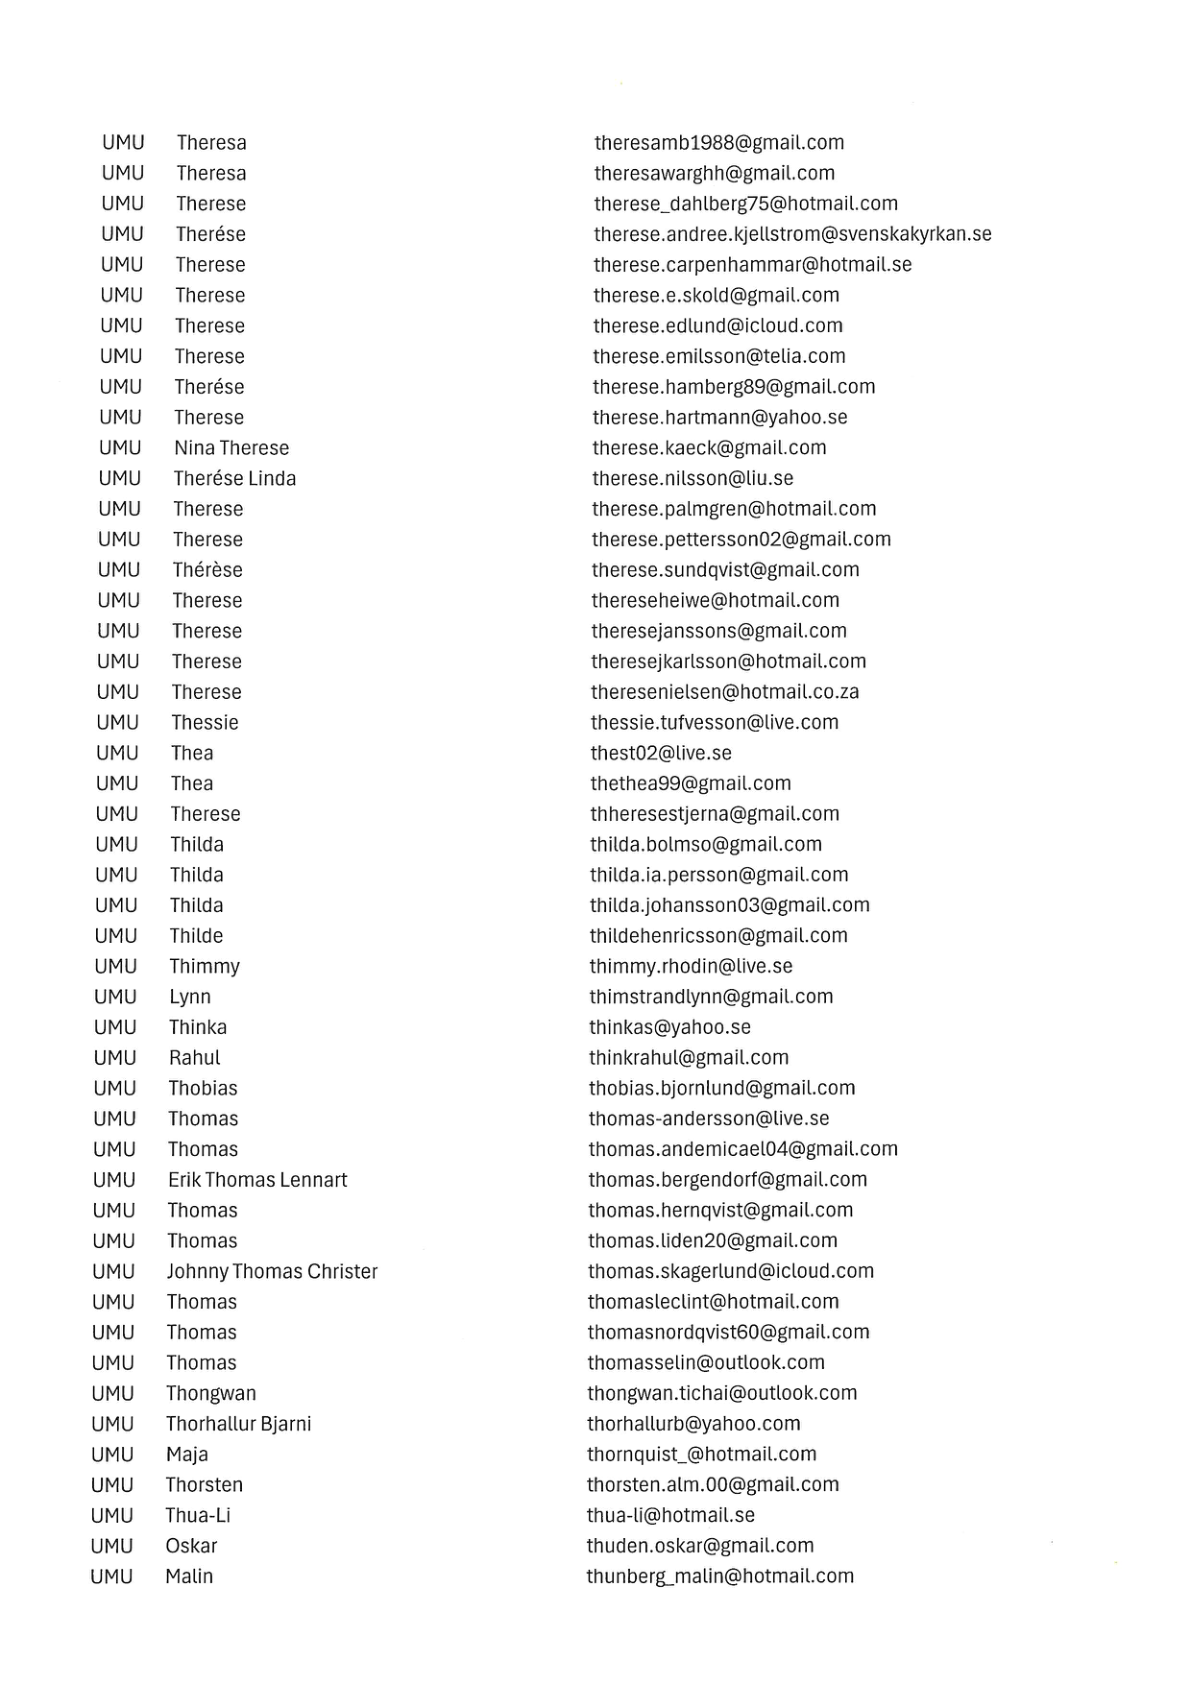 UMU Theresa theresamb1988@gmail.com
UMU Theresa theresawarghh@gmail.com
UMU Therese therese_dahlberg75@hotmail.com
UMU Therése therese.andree.kjellstrom@svenskakyrkan.se
UMU Therese therese.carpenhammar@hotmail.se
UMU Therese therese.e.skold@gmail.com
UMU Therese therese.edlund@icloud.com
UMU Therese therese.emilsson@telia.com
UMU Therése therese.hamberg89@gmail.com
UMU Therese therese.hartmann@yahoo.se
UMU Nina Therese therese.kaeck@gmail.com
UMU Therése Linda therese.nilsson@liu.se
UMU Therese therese.palmgren@hotmail.com
UMU Therese therese.pettersson02@gmail.com
UMU Thérèse therese.sundqvist@gmail.com
UMU Therese thereseheiwe@hotmail.com
UMU Therese theresejanssons@gmail.com
UMU Therese theresejkarlsson@hotmail.com
UMU Therese theresenielsen@hotmail.co.za
UMU Thessie thessie.tufvesson@live.com
UMU Thea thest02@live.se
UMU Thea thethea99@gmail.com
UMU Therese thheresestjerna@gmail.com
UMU Thilda thilda.bolmso@gmail.com
UMU Thilda thilda.ia.persson@gmail.com
UMU Thilda thilda.johansson03@gmail.com
UMU Thilde thildehenricsson@gmail.com
UMU Thimmy thimmy.rhodin@live.se
UMU Lynn thimstrandlynn@gmail.com
UMU Thinka thinkas@yahoo.se
UMU Rahul thinkrahul@gmail.com
UMU Thobias thobias.bjornlund@gmail.com
UMU Thomas thomas-andersson@live.se
UMU Thomas thomas.andemicael04@gmail.com
UMU Erik Thomas Lennart thomas.bergendorf@gmail.com
UMU Thomas thomas.hernqvist@gmail.com
UMU Thomas thomas.liden20@gmail.com
UMU Johnny Thomas Christer thomas.skagerlund@icloud.com
UMU Thomas thomasleclint@hotmail.com
UMU Thomas thomasnordqvist60@gmail.com
UMU Thomas thomasselin@outlook.com
UMU Thongwan thongwan.tichai@outlook.com
UMU Thorhallur Bjarni thorhallurb@yahoo.com
UMU Maja thornquist_@hotmail.com
UMU Thorsten thorsten.alm.00@gmail.com
UMU Thua-Li thua-li@hotmail.se
UMU Oskar thuden.oskar@gmail.com
UMU Malin thunberg_malin@hotmail.com